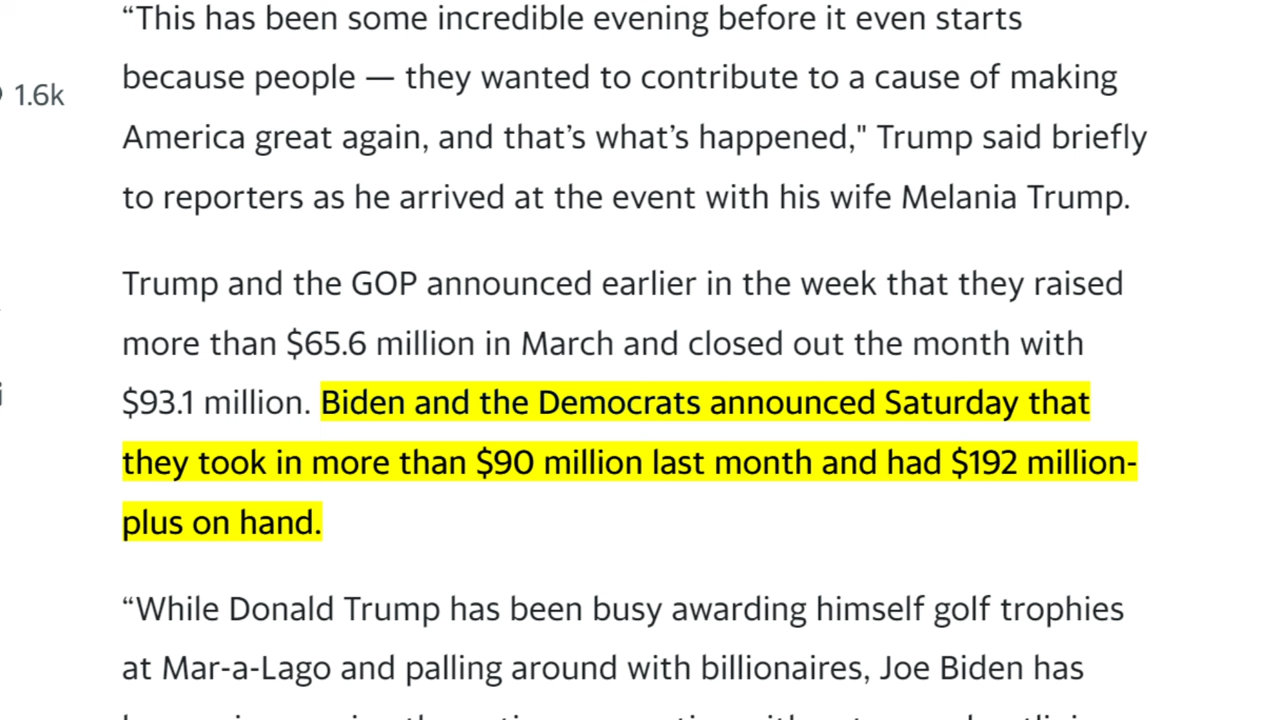 “This has been some incredible evening before it even starts
because people — they wanted to contribute to a cause of making
1.6k
America great again, and that’s what’s happened," Trump said briefly
to reporters as he arrived at the event with his wife Melania Trump.
Trump and the GOP announced earlier in the week that they raised
more than $65.6 million in March and closed out the month with
$93.1 million. Biden and the Democrats announced Saturday that
they took in more than $90 million last month and had $192 million-
plus on hand.
“While Donald Trump has been busy awarding himself golf trophies
at Mar-a-Lago and palling around with billionaires, Joe Biden has